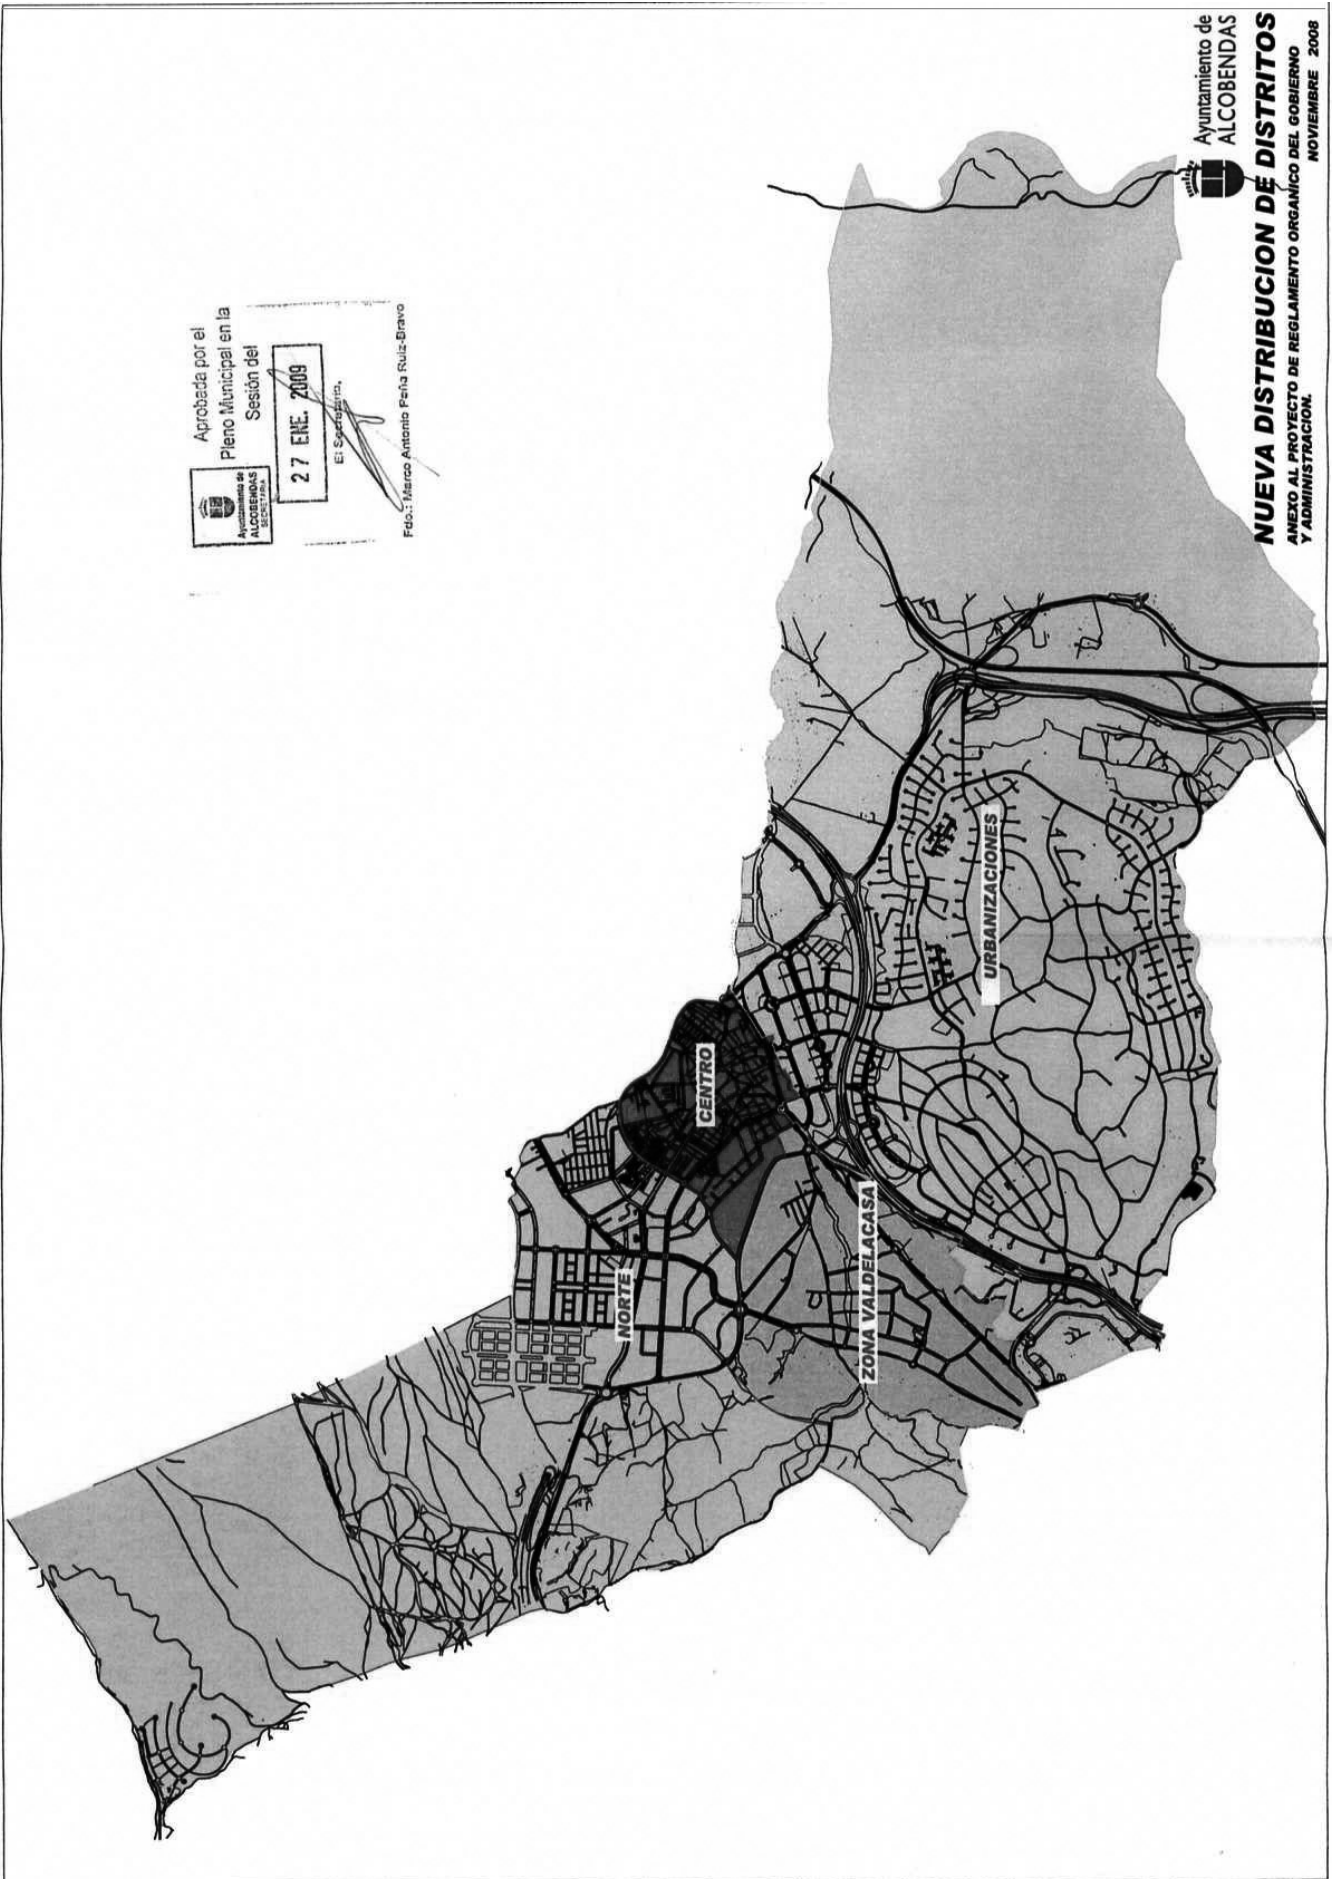 Aprobada por el
Pleno Municipal en la
Sesión del
Ayuntamiento de
ALCOBENDAS
SECRETARIA
27 ENE. 2009
El Secretario,
Fdo.: Marco Antonio Peña Ruiz-Bravo
NORTE
CENTRO
ZONA VALDELACASA
URBANIZACIONES
Ayuntamiento de
ALCOBENDAS
NUEVA DISTRIBUCION DE DISTRITOS
ANEXO AL PROYECTO DE REGLAMENTO ORGANICO DEL GOBIERNO
Y ADMINISTRACION.
NOVIEMBRE 2008